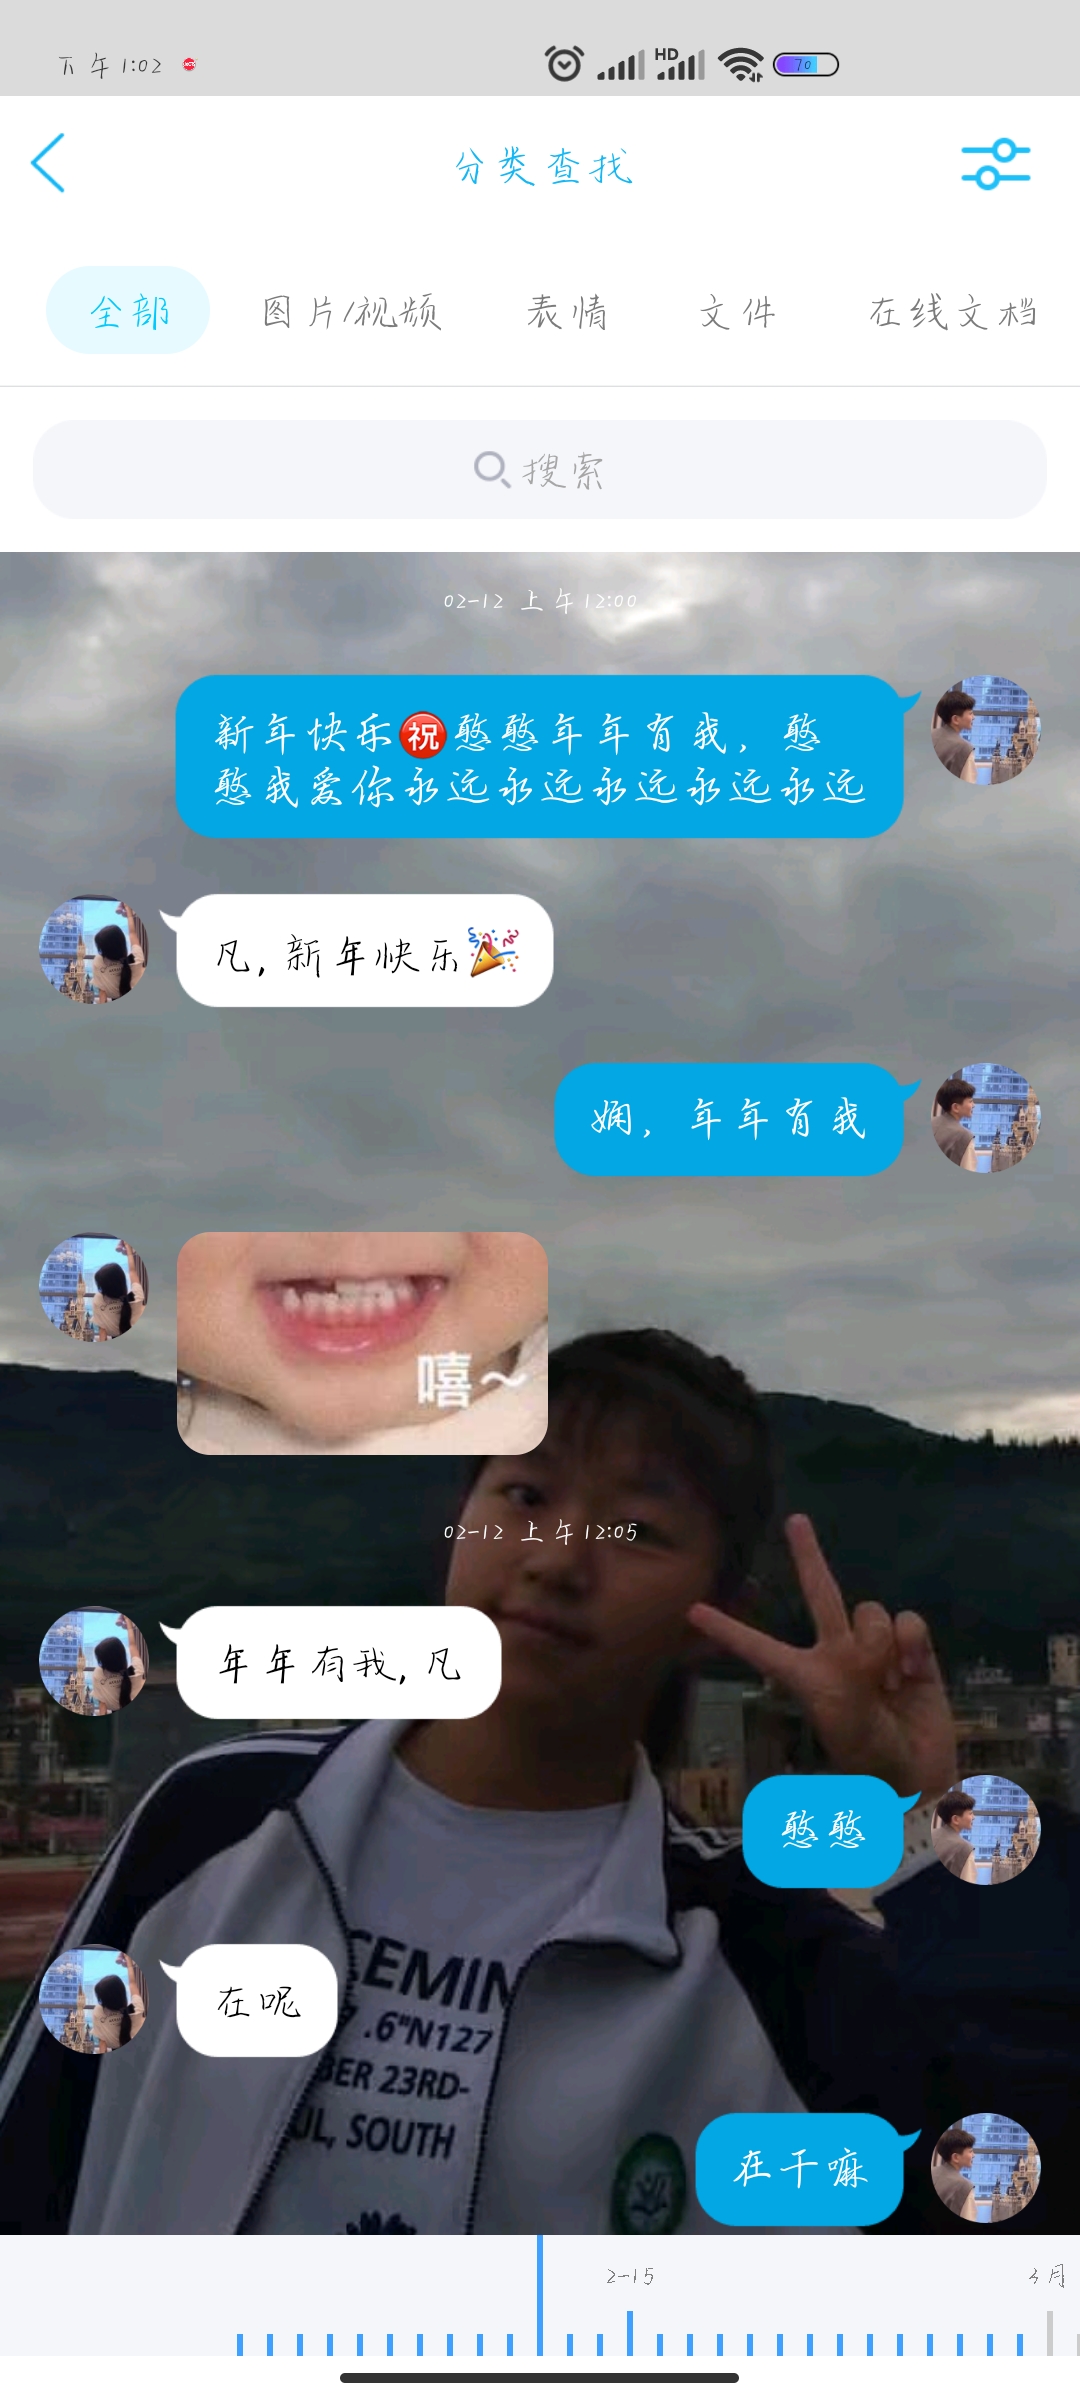 下午1:02
HD
70
分类查找
全部 图片/视频 表情 文件 在线文档
搜索
02-12 上午12:00
新年快乐㊗️憨憨年年有我，憨
憨我爱你永远永远永远永远永远
凡，新年快乐🎉
娴，年年有我
嘻～
02-12 上午12:05
年年有我，凡
憨憨
在呢
CEMIN
.6"N127
BER 23RD-
UL, SOUTH
在干嘛
2-15
3月